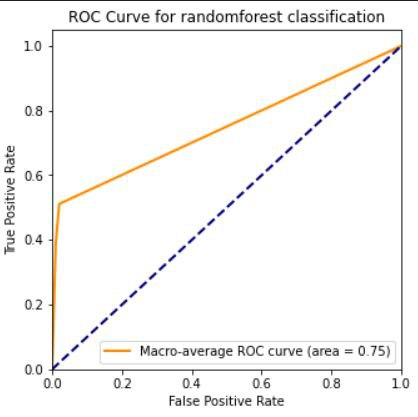 ROC Curve for randomforest classification
1.0
0.8
0.6
0.4
0.2
0.0
True Positive Rate
Macro-average ROC curve (area = 0.75)
0.0 0.2 0.4 0.6 0.8 1.0
False Positive Rate